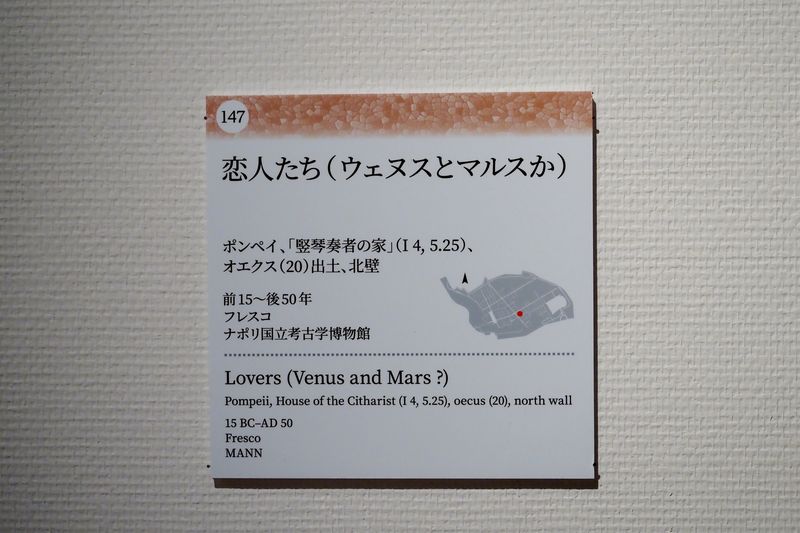 147
恋人たち（ウェヌスとマルスか）
ポンペイ、「竪琴奏者の家」（I 4, 5.25）、
オエクス（20）出土、北壁
前15〜後50年
フレスコ
ナポリ国立考古学博物館
Lovers (Venus and Mars ?)
Pompeii, House of the Citharist (I 4, 5.25), oecus (20), north wall
15 BC–AD 50
Fresco
MANN